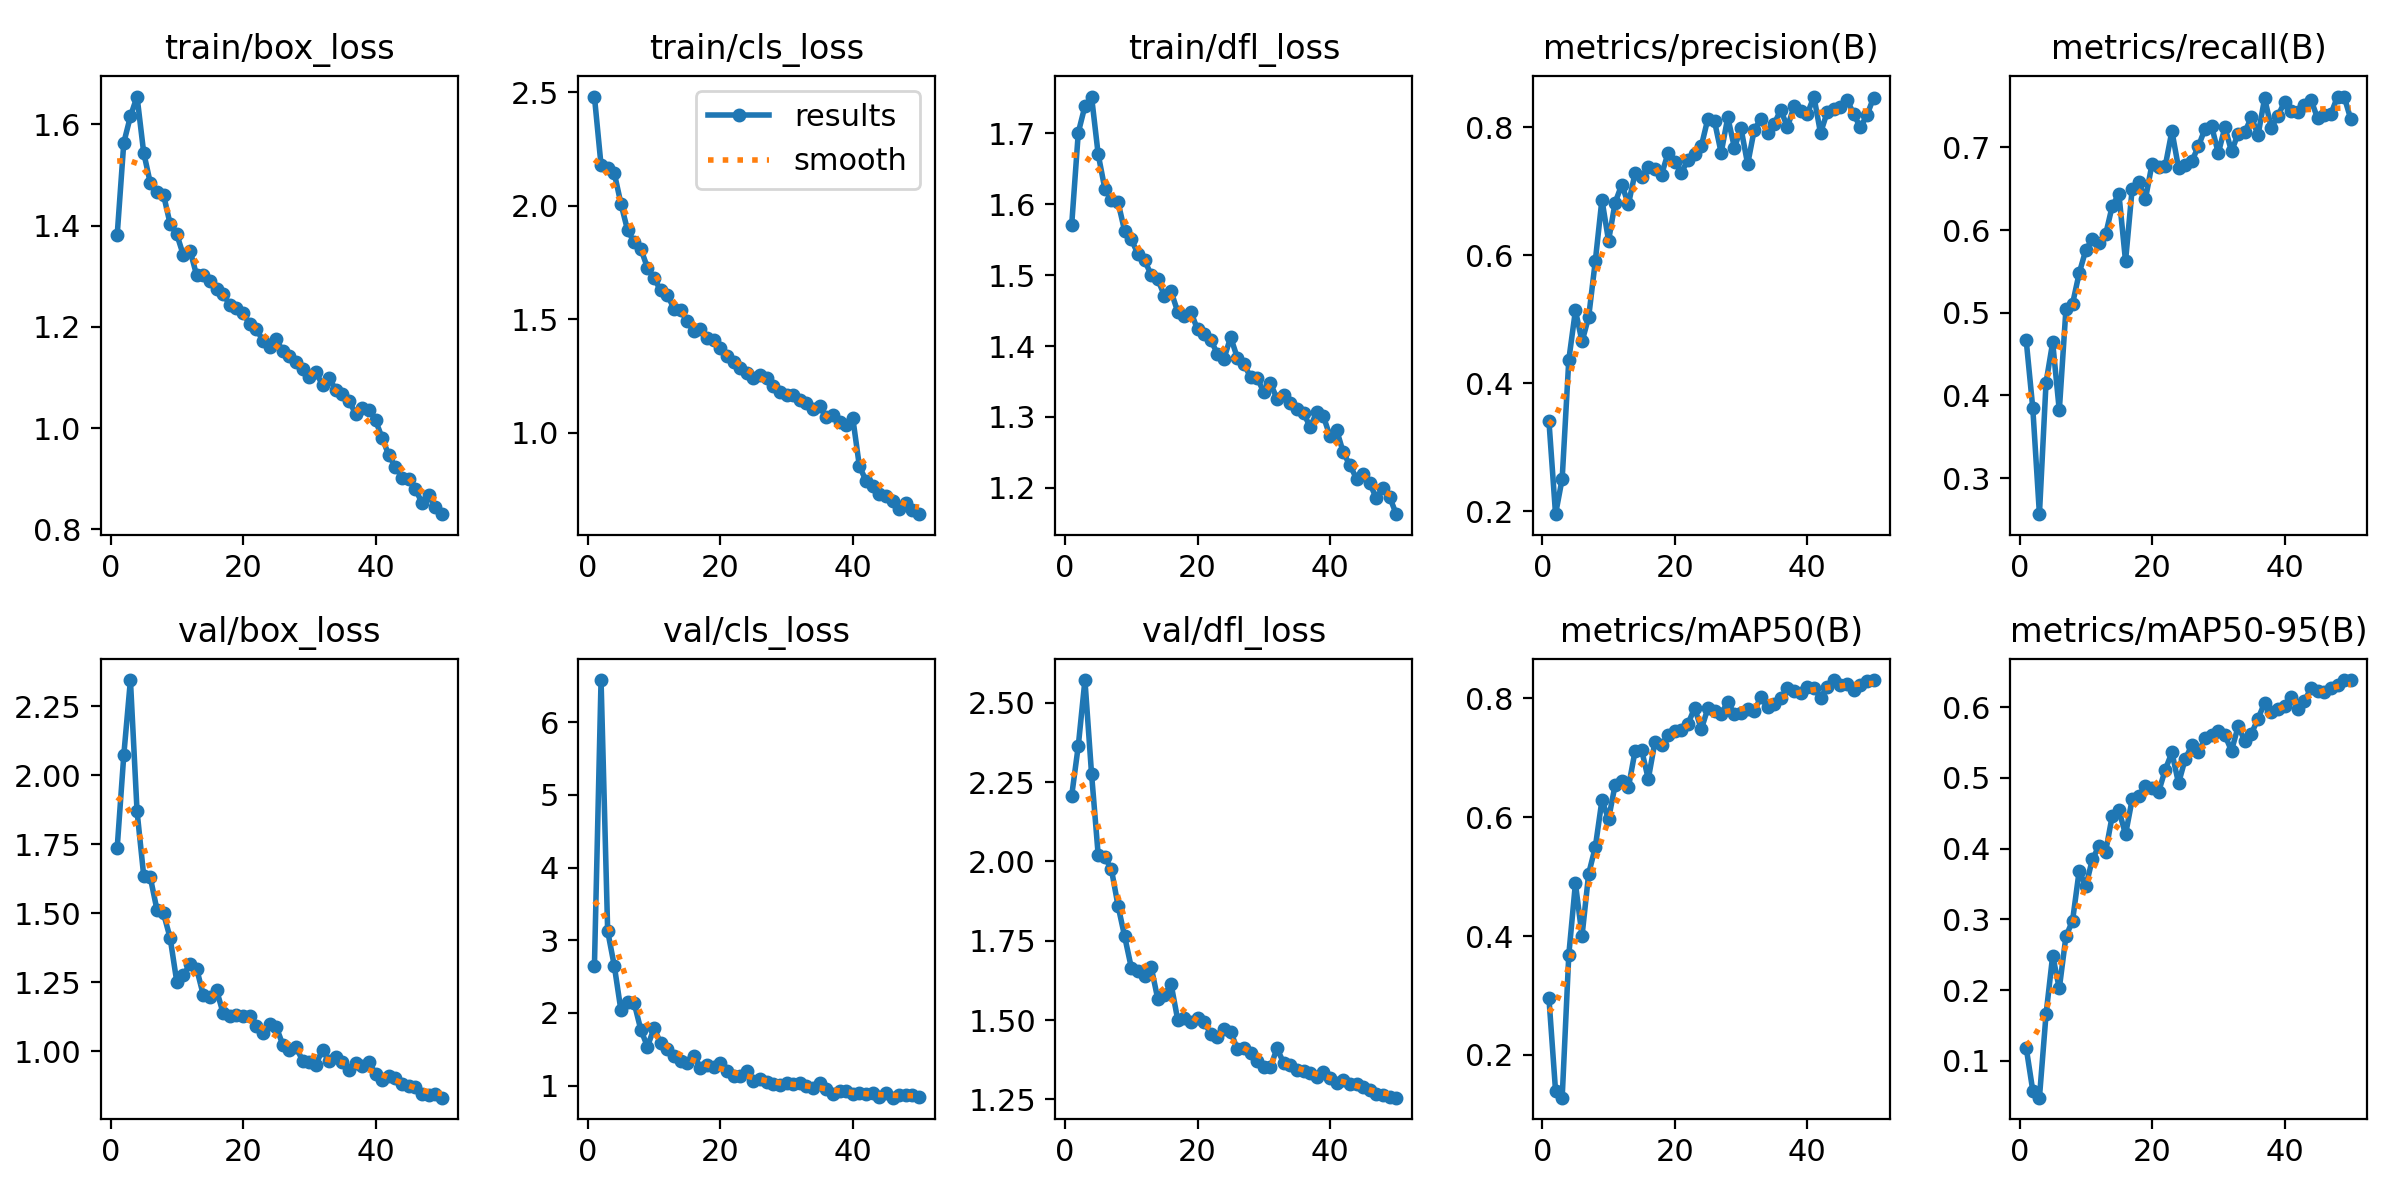 train/box_loss
1.6
1.4
1.2
1.0
0.8
0 20 40
train/cls_loss
results
smooth
2.5
2.0
1.5
1.0
0 20 40
train/dfl_loss
1.7
1.6
1.5
1.4
1.3
1.2
0 20 40
metrics/precision(B)
0.8
0.6
0.4
0.2
0 20 40
metrics/recall(B)
0.7
0.6
0.5
0.4
0.3
0 20 40
val/box_loss
2.25
2.00
1.75
1.50
1.25
1.00
0 20 40
val/cls_loss
6
5
4
3
2
1
0 20 40
val/dfl_loss
2.50
2.25
2.00
1.75
1.50
1.25
0 20 40
metrics/mAP50(B)
0.8
0.6
0.4
0.2
0 20 40
metrics/mAP50-95(B)
0.6
0.5
0.4
0.3
0.2
0.1
0 20 40